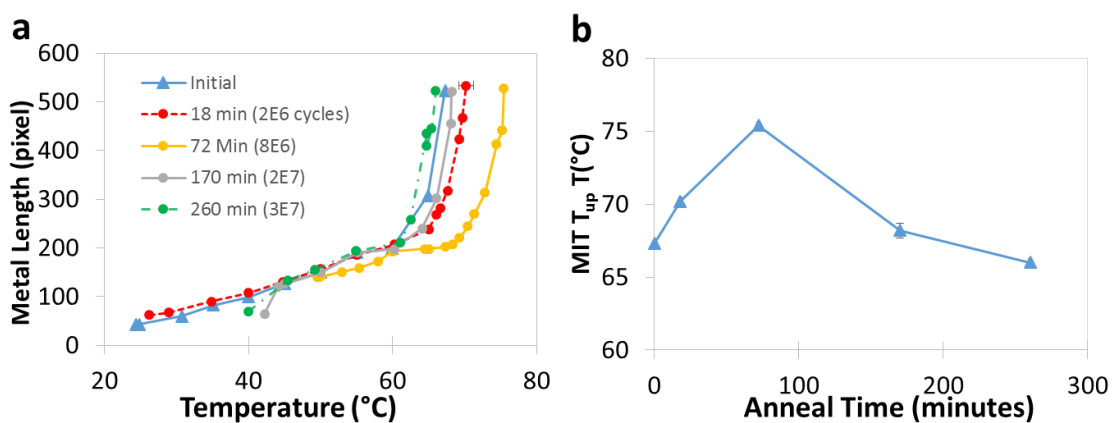 a
600
500
400
300
200
100
0
Metal Length (pixel)
Initial
18 min (2E6 cycles)
72 Min (8E6)
170 min (2E7)
260 min (3E7)
20 40 60 80
Temperature (°C)
b
80
75
70
65
60
MIT Tup T(°C)
0 100 200 300
Anneal Time (minutes)